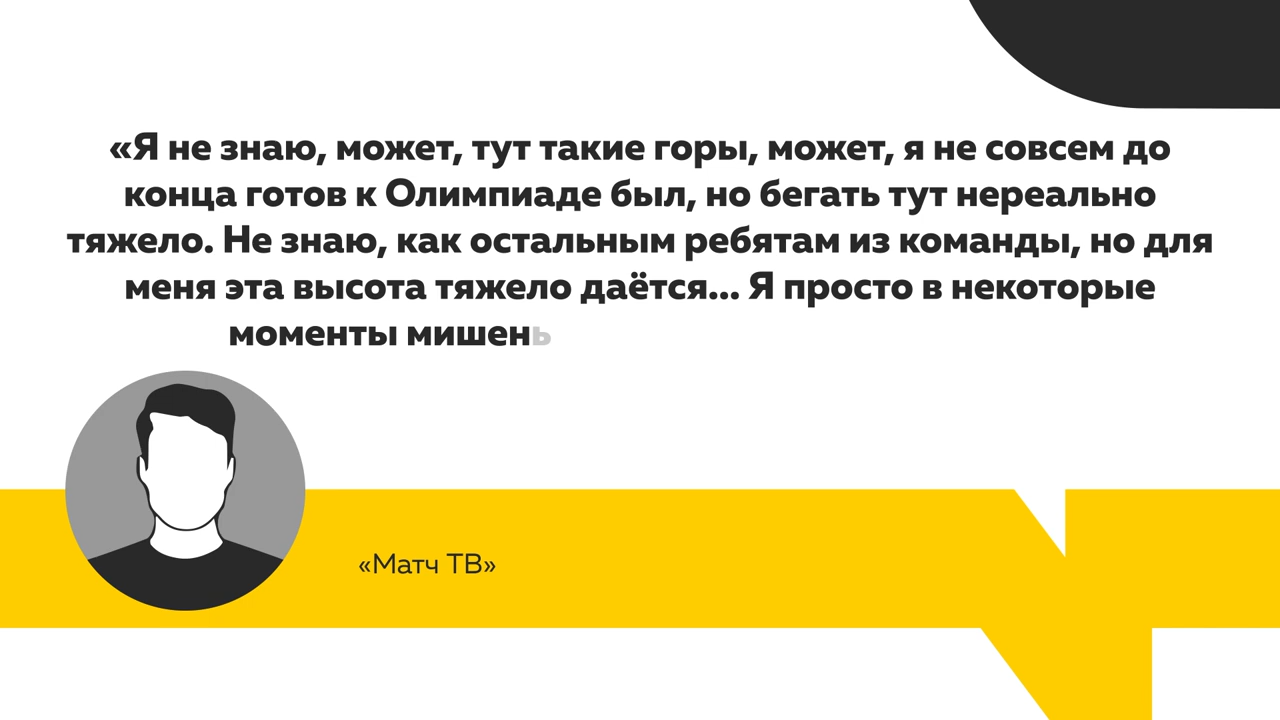 «Я не знаю, может, тут такие горы, может, я не совсем до
конца готов к Олимпиаде был, но бегать тут нереально
тяжело. Не знаю, как остальным ребятам из команды, но для
меня эта высота тяжело даётся... Я просто в некоторые
моменты мишень
«Матч ТВ»